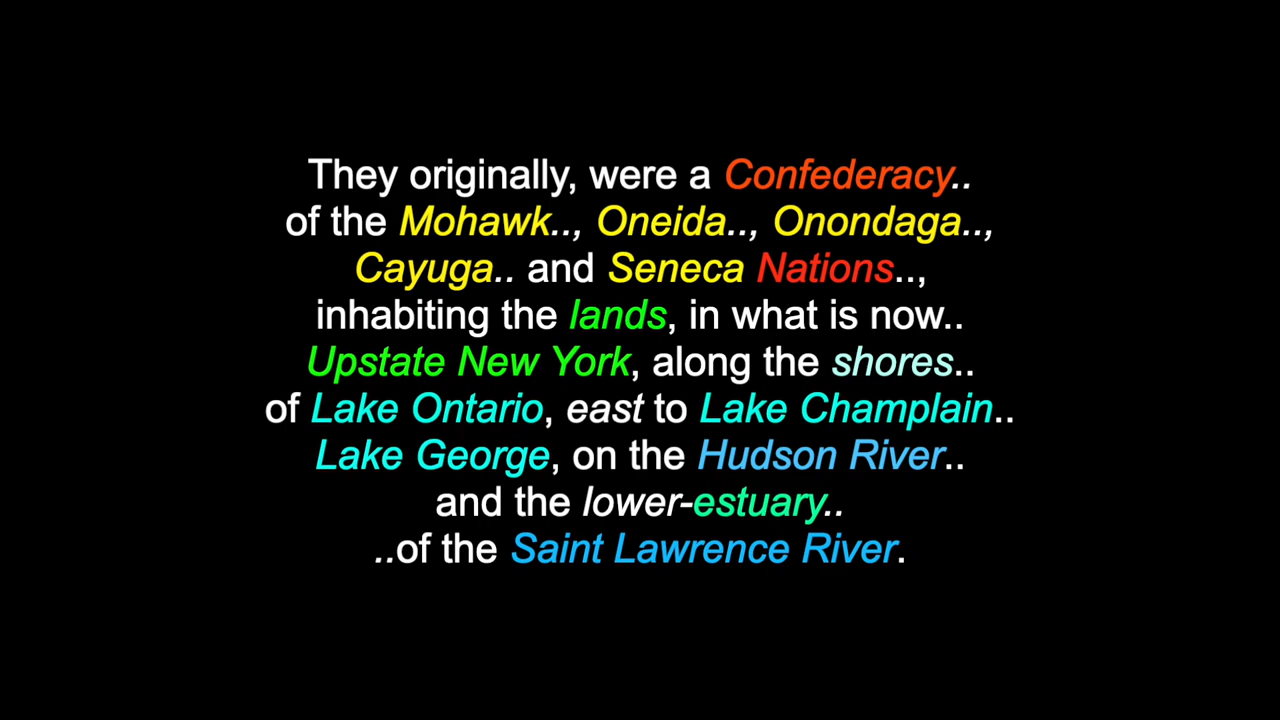 They originally, were a Confederacy..
of the Mohawk.., Oneida.., Onondaga..,
Cayuga.. and Seneca Nations..,
inhabiting the lands, in what is now..
Upstate New York, along the shores..
of Lake Ontario, east to Lake Champlain..
Lake George, on the Hudson River..
and the lower-estuary..
..of the Saint Lawrence River.